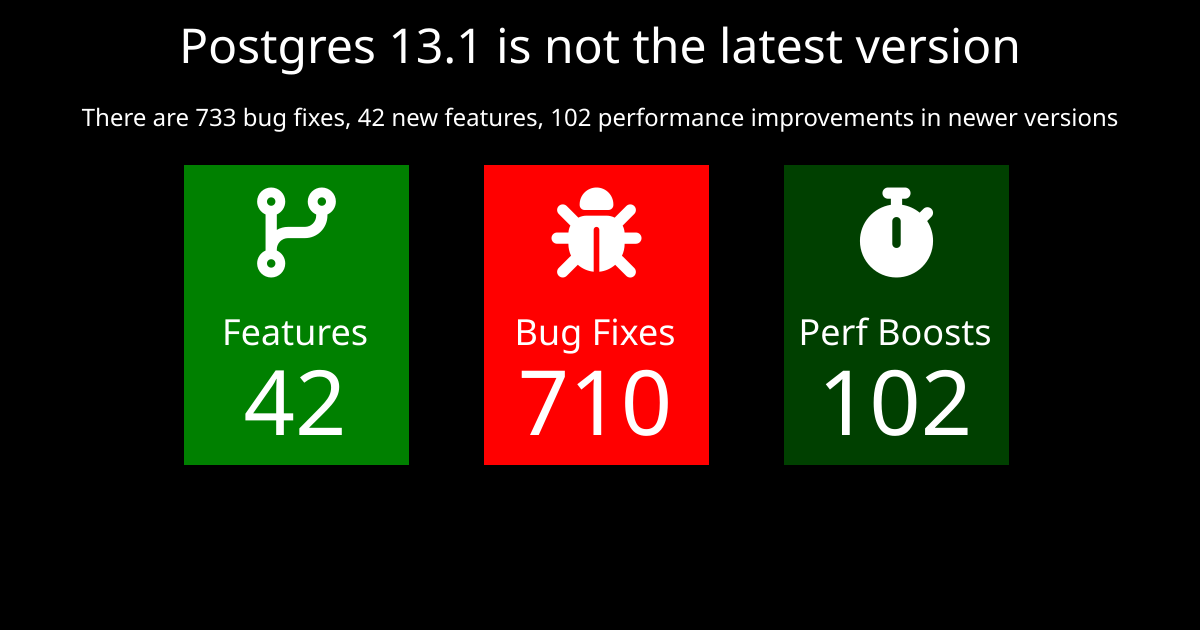 Postgres 13.1 is not the latest version
There are 733 bug fixes, 42 new features, 102 performance improvements in newer versions
Features
42
Bug Fixes
710
Perf Boosts
102